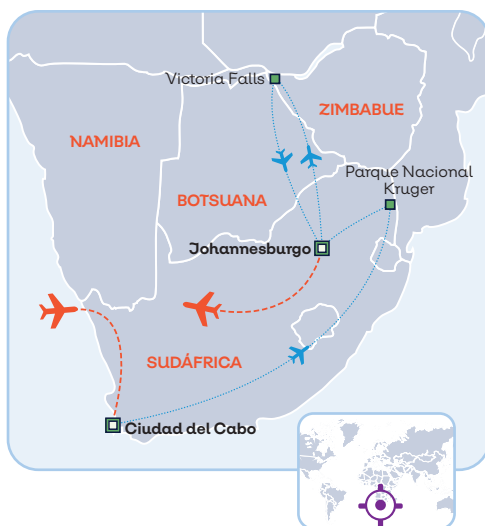 Victoria Falls
ZIMBABUE
NAMIBIA
Parque Nacional
Kruger
BOTSUANA
Johannesburgo
SUDÁFRICA
Ciudad del Cabo